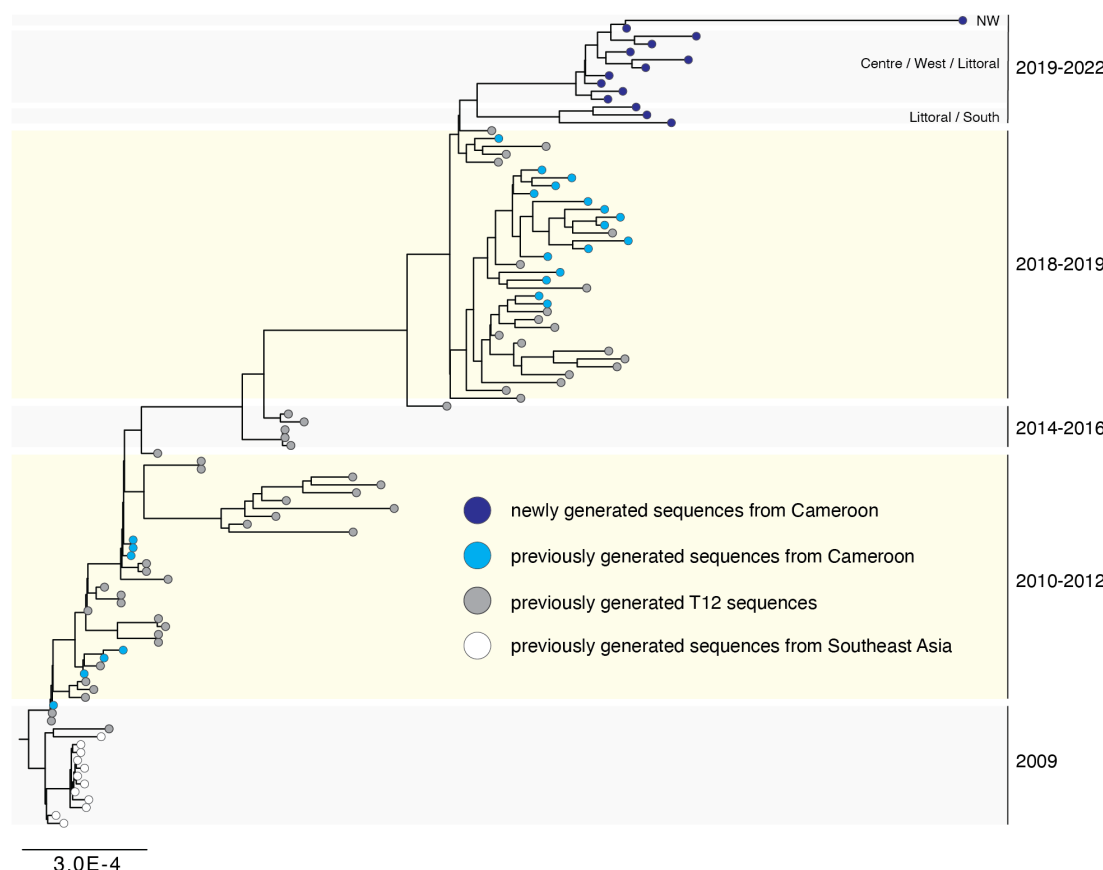 NW
Centre / West / Littoral
2019-2022
Littoral / South
2018-2019
2014-2016
newly generated sequences from Cameroon
previously generated sequences from Cameroon
2010-2012
previously generated T12 sequences
previously generated sequences from Southeast Asia
2009
3.0E-4